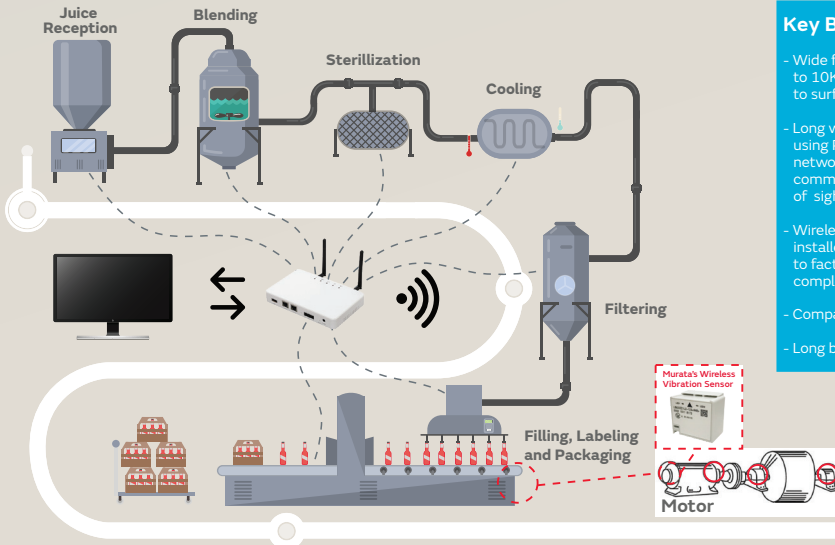 Juice
Reception
Blending
Sterillization
Cooling
Filtering
Filling, Labeling
and Packaging
Murata's Wireless
Vibration Sensor
Motor
Key B
- Wide f
to 10K
to surf
- Long v
using
networ
comm
of sigh
- Wirele
installe
to fact
compl
- Compa
- Long b